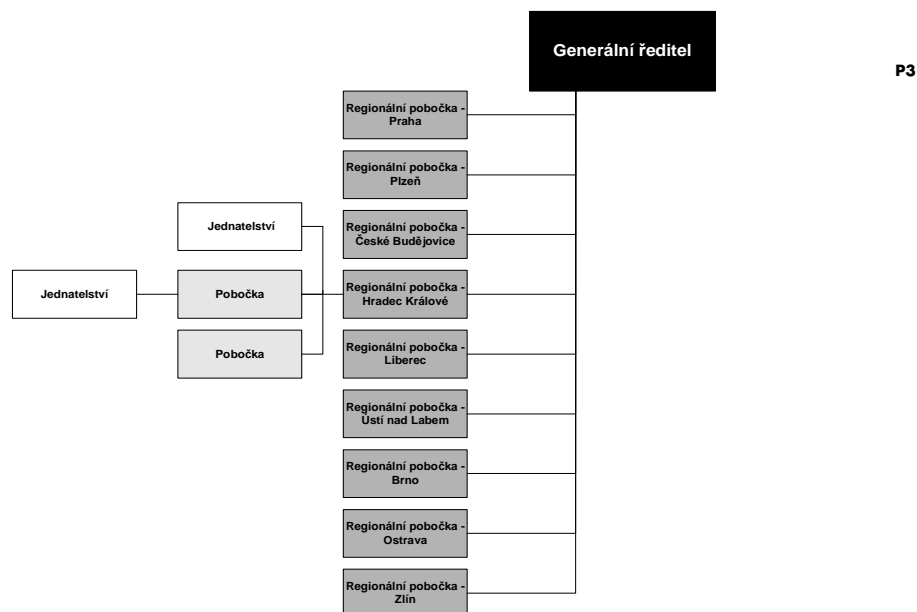 Generální ředitel
P3
Regionální pobočka -
Praha
Regionální pobočka -
Plzeň
Jednatelství
Regionální pobočka -
České Budějovice
Jednatelství
Pobočka
Regionální pobočka -
Hradec Králové
Pobočka
Regionální pobočka -
Liberec
Regionální pobočka -
Ústí nad Labem
Regionální pobočka -
Brno
Regionální pobočka -
Ostrava
Regionální pobočka -
Zlín